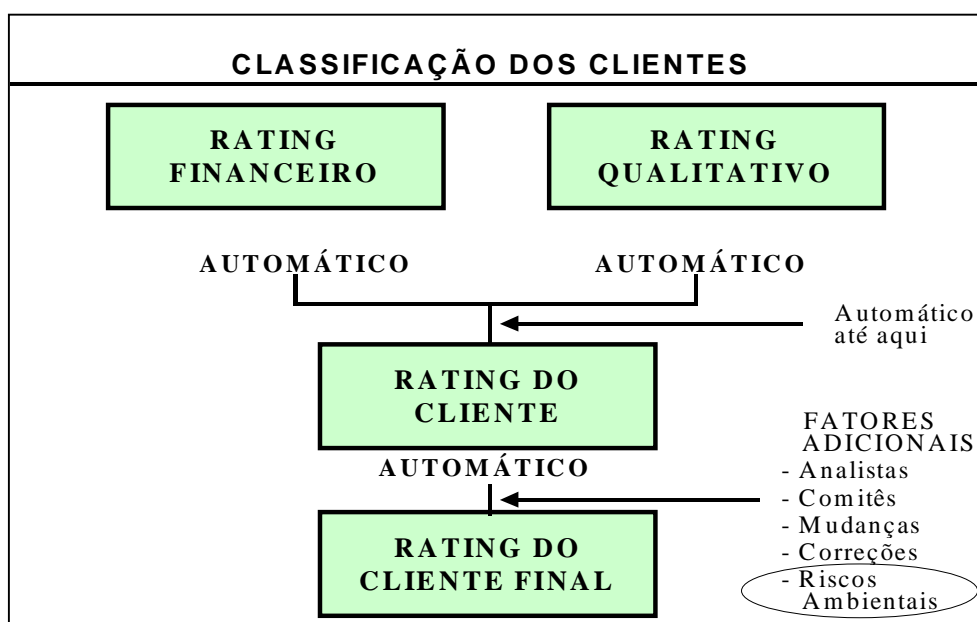 CLASSIFICAÇÃO DOS CLIENTES
RATING
FINANCEIRO
RATING
QUALITATIVO
AUTOMÁTICO
AUTOMÁTICO
Automático
até aqui
RATING DO
CLIENTE
AUTOMÁTICO
FATORES
ADICIONAIS
- Analistas
- Comitês
- Mudanças
- Correções
- Riscos
Ambientais
RATING DO
CLIENTE FINAL